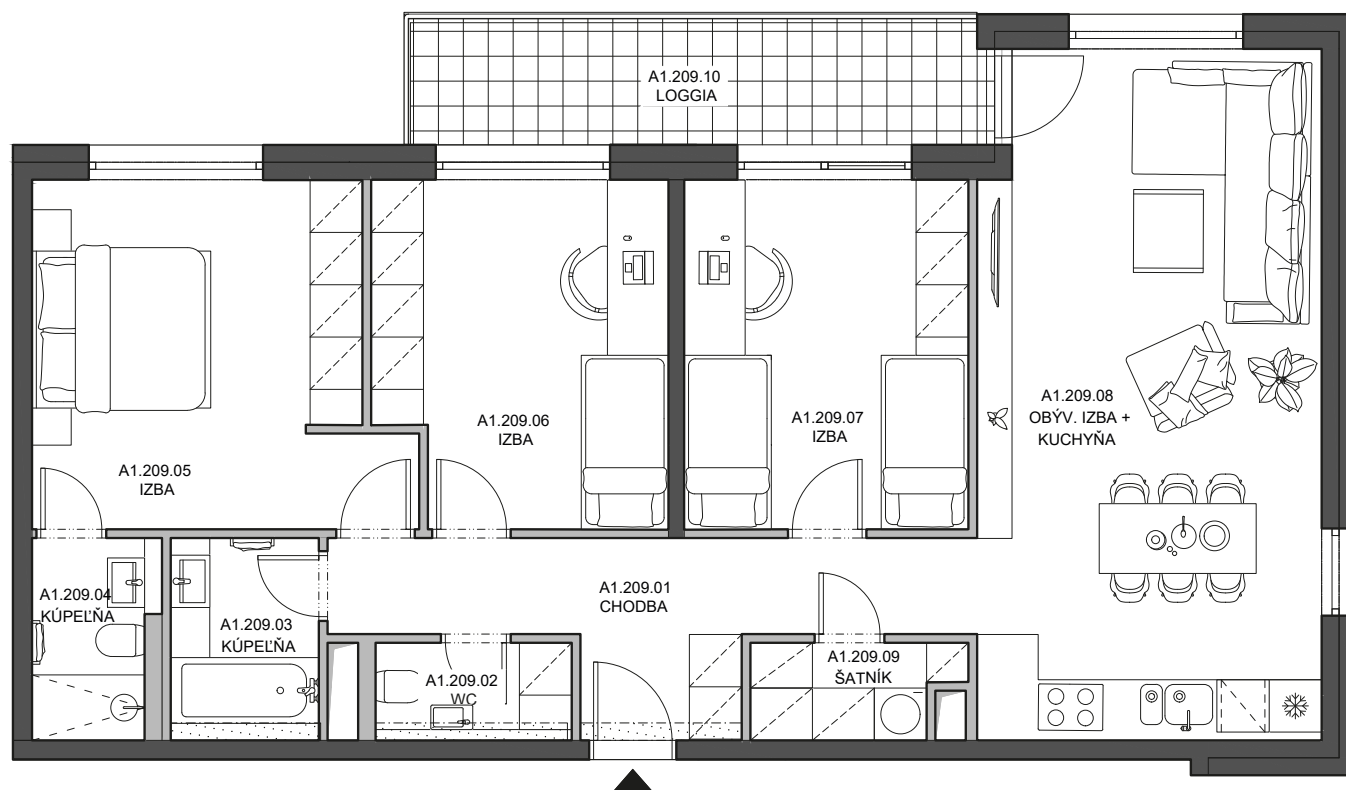 A1.209.10
LOGGIA
A1.209.08
OBÝV. IZBA +
KUCHYŇA
A1.209.06
IZBA
A1.209.07
IZBA
A1.209.05
IZBA
A1.209.04
KÚPEĽŇA
A1.209.03
KÚPEĽŇA
A1.209.01
CHODBA
A1.209.02
WC
A1.209.09
ŠATNÍK